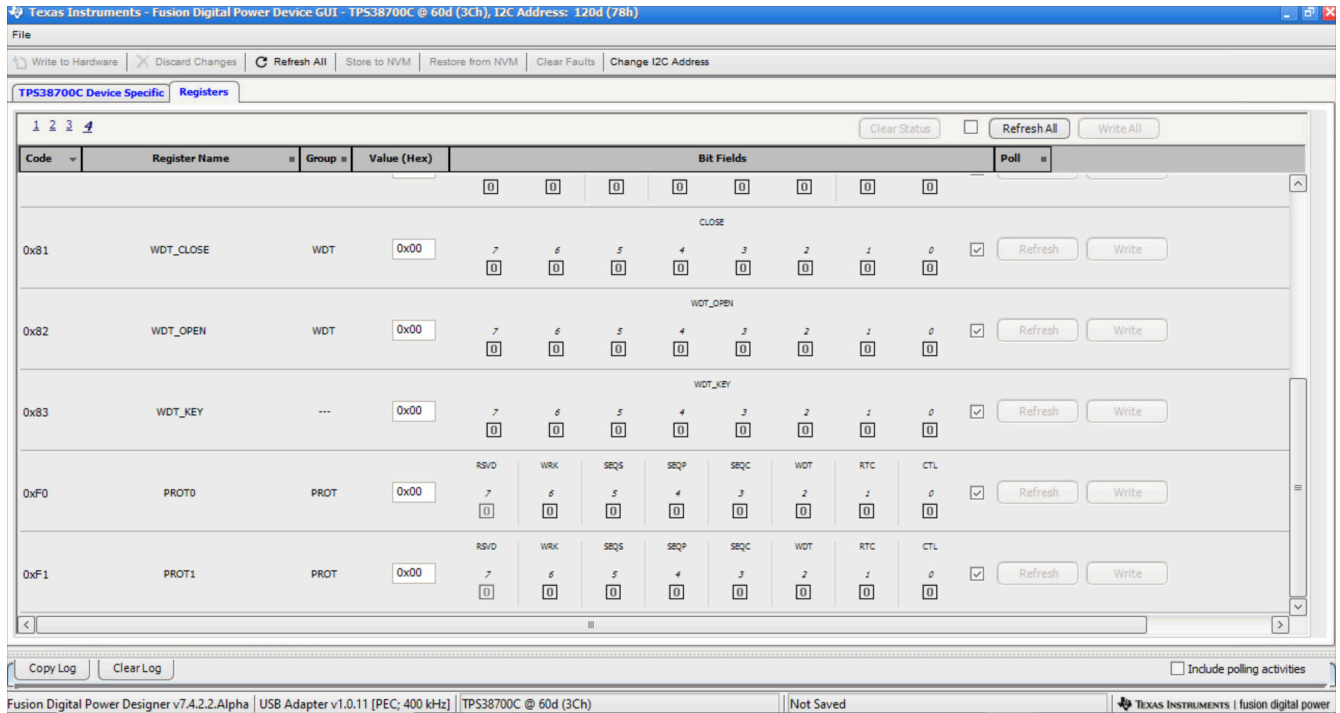 Texas Instruments - Fusion Digital Power Device GUI - TPS38700C @ 60d (3Ch), I2C Address: 120d (78h)
File
Write to Hardware Discard Changes Refresh All Store to NVM Restore from NVM Clear Faults Change I2C Address
TPS38700C Device Specific Registers
1 2 3 4 Clear Status Refresh All Write All
Code Register Name Group Value (Hex) Bit Fields Poll
0 0 0 0 0 0 0 0
CLOSE
0x81 WDT_CLOSE WDT 0x00 7 6 5 4 3 2 1 0 Refresh Write
0 0 0 0 0 0 0 0
WDT_OPEN
0x82 WDT_OPEN WDT 0x00 7 6 5 4 3 2 1 0 Refresh Write
0 0 0 0 0 0 0 0
WDT_KEY
0x83 WDT_KEY --- 0x00 7 6 5 4 3 2 1 0 Refresh Write
0 0 0 0 0 0 0 0
RSVD WRK SEQS SEQP SEQC WDT RTC CTL
0xF0 PROT0 PROT 0x00 7 6 5 4 3 2 1 0 Refresh Write
0 0 0 0 0 0 0 0
RSVD WRK SEQS SEQP SEQC WDT RTC CTL
0xF1 PROT1 PROT 0x00 7 6 5 4 3 2 1 0 Refresh Write
0 0 0 0 0 0 0 0
Copy Log Clear Log Include polling activities
Fusion Digital Power Designer v7.4.2.2.Alpha USB Adapter v1.0.11 [PEC; 400 kHz] TPS38700C @ 60d (3Ch) Not Saved TEXAS INSTRUMENTS | fusion digital power